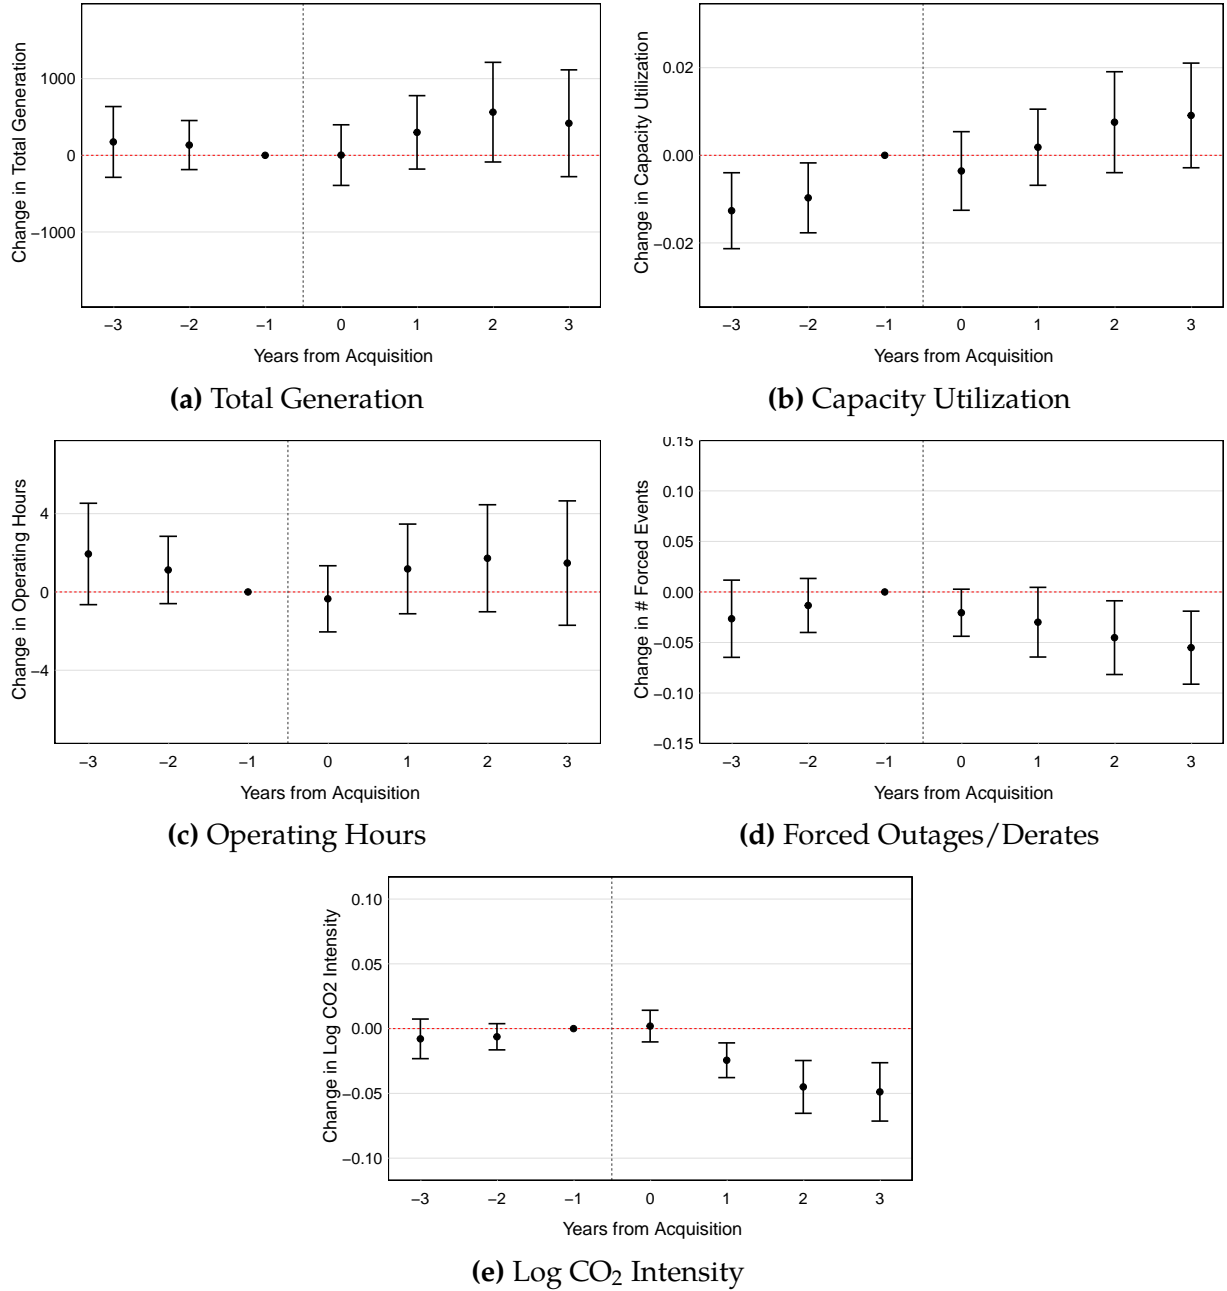 Change in Total Generation
1000
0
−1000
−3 −2 −1 0 1 2 3
Years from Acquisition
(a) Total Generation
Change in Capacity Utilization
0.02
0.00
−0.02
−3 −2 −1 0 1 2 3
Years from Acquisition
(b) Capacity Utilization
Change in Operating Hours
4
0
−4
−3 −2 −1 0 1 2 3
Years from Acquisition
(c) Operating Hours
Change in # Forced Events
0.15
0.10
0.05
0.00
−0.05
−0.10
−0.15
−3 −2 −1 0 1 2 3
Years from Acquisition
(d) Forced Outages/Derates
Change in Log CO2 Intensity
0.10
0.05
0.00
−0.05
−0.10
−3 −2 −1 0 1 2 3
Years from Acquisition
(e) Log CO₂ Intensity